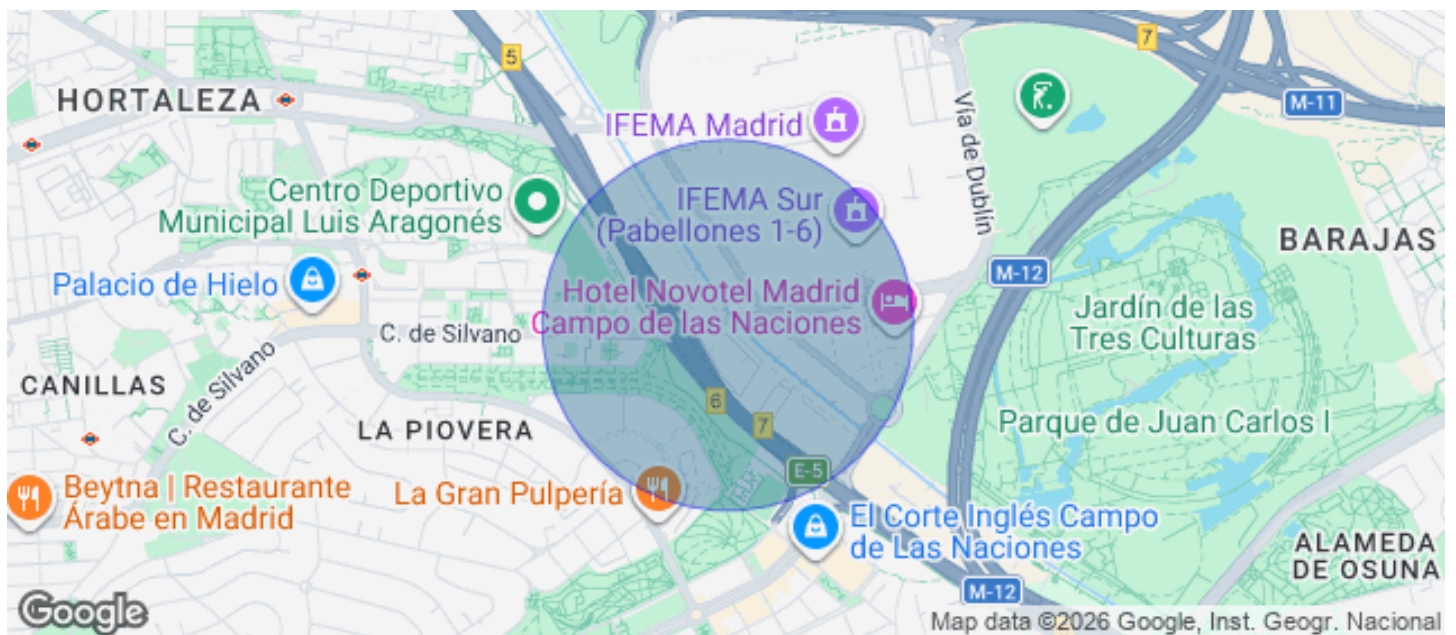 5
7
M-11
HORTALEZA
IFEMA Madrid
Vía de Dublín
Centro Deportivo
Municipal Luis Aragonés
IFEMA Sur
(Pabellones 1-6)
BARAJAS
Palacio de Hielo
M-12
Hotel Novotel Madrid
Campo de las Naciones
Jardín de las
Tres Culturas
C. de Silvano
CANILLAS
C. de Silvano
6
7
LA PIOVERA
Parque de Juan Carlos I
E-5
Beytna | Restaurante
Árabe en Madrid
La Gran Pulpería
El Corte Inglés Campo
de Las Naciones
ALAMEDA
DE OSUNA
M-12
Google
Map data ©2026 Google, Inst. Geogr. Nacional